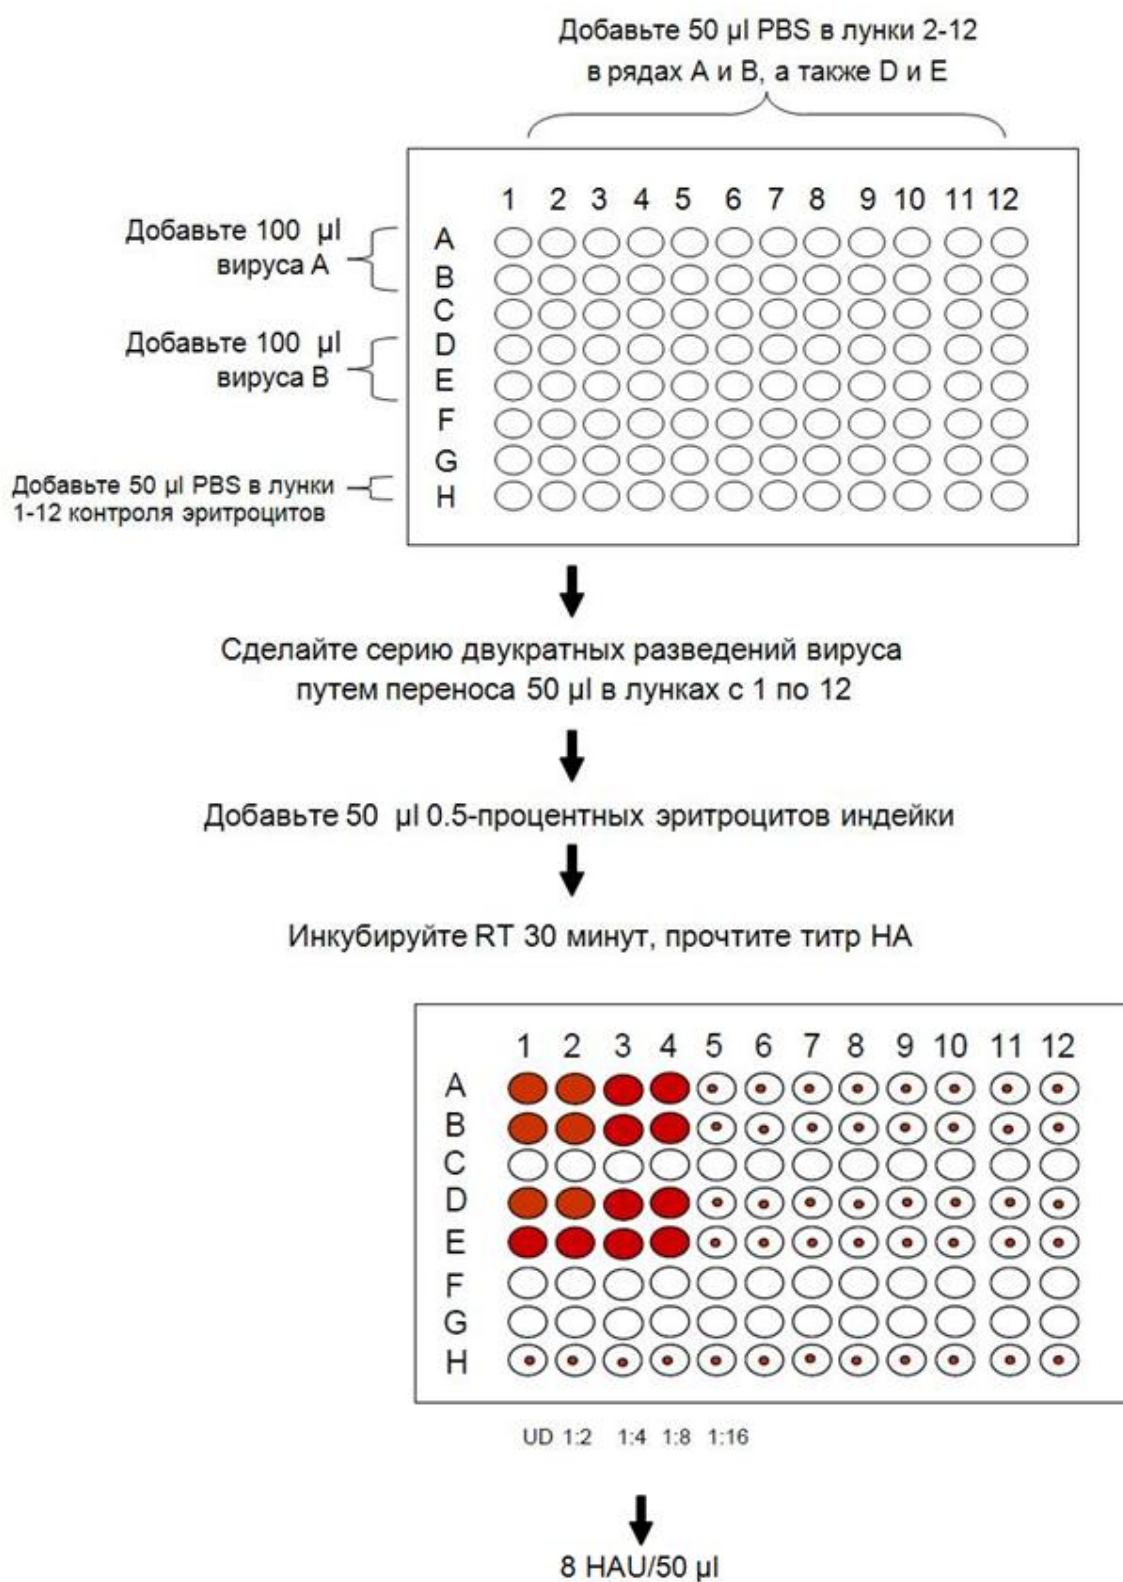 Добавьте 50 µl PBS в лунки 2-12
в рядах A и B, а также D и E
1 2 3 4 5 6 7 8 9 10 11 12
Добавьте 100 µl
вируса A
A
B
C
Добавьте 100 µl
вируса B
D
E
F
G
Добавьте 50 µl PBS в лунки
1-12 контроля эритроцитов
H
Сделайте серию двукратных разведений вируса
путем переноса 50 µl в лунках с 1 по 12
Добавьте 50 µl 0.5-процентных эритроцитов индейки
Инкубируйте RT 30 минут, прочтите титр HA
1 2 3 4 5 6 7 8 9 10 11 12
A
B
C
D
E
F
G
H
UD 1:2 1:4 1:8 1:16
8 HAU/50 µl